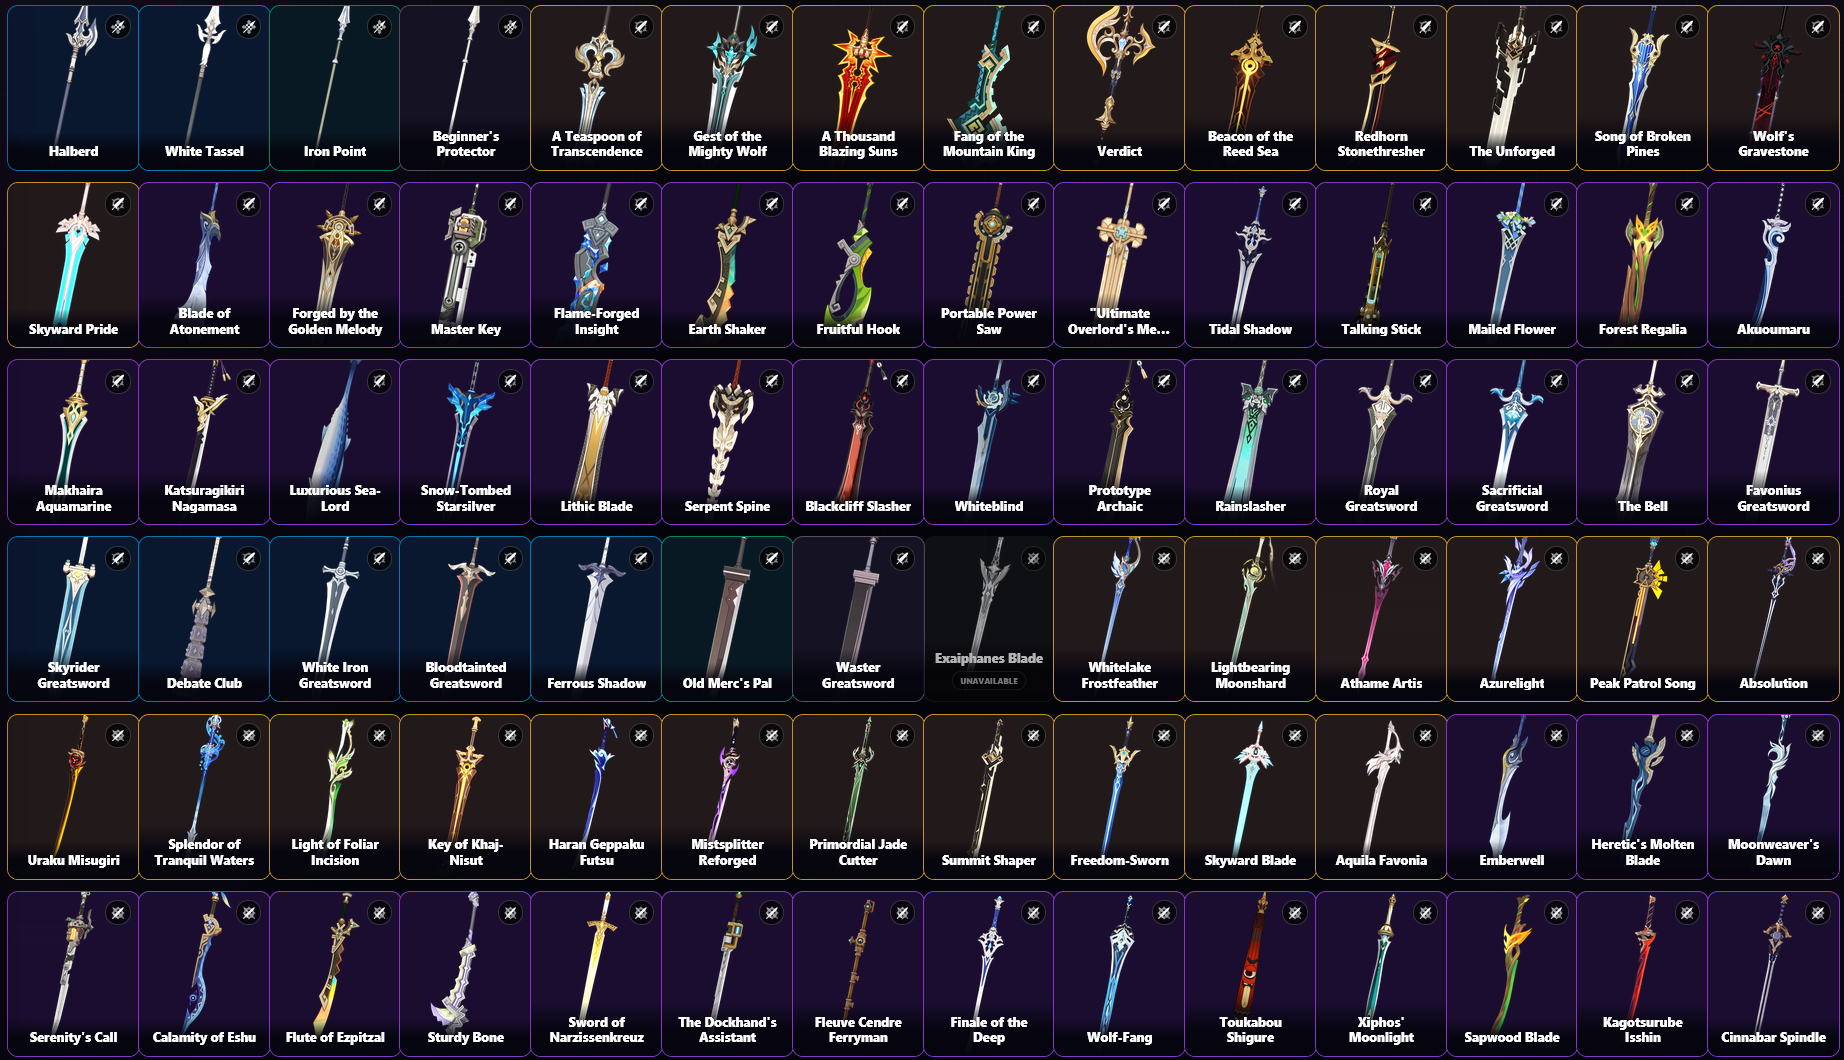 Halberd
White Tassel
Iron Point
Beginner's
Protector
A Teaspoon of
Transcendence
Gest of the
Mighty Wolf
A Thousand
Blazing Suns
Fang of the
Mountain King
Verdict
Beacon of the
Reed Sea
Redhorn
Stonethresher
The Unforged
Song of Broken
Pines
Wolf's
Gravestone
Skyward Pride
Blade of
Atonement
Forged by the
Golden Melody
Master Key
Flame-Forged
Insight
Earth Shaker
Fruitful Hook
Portable Power
Saw
"Ultimate
Overlord's Me...
Tidal Shadow
Talking Stick
Mailed Flower
Forest Regalia
Akuoumaru
Makhaira
Aquamarine
Katsuragikiri
Nagamasa
Luxurious Sea-
Lord
Snow-Tombed
Starsilver
Lithic Blade
Serpent Spine
Blackcliff Slasher
Whiteblind
Prototype
Archaic
Rainslasher
Royal
Greatsword
Sacrificial
Greatsword
The Bell
Favonius
Greatsword
Skyrider
Greatsword
Debate Club
White Iron
Greatsword
Bloodtainted
Greatsword
Ferrous Shadow
Old Merc's Pal
Waster
Greatsword
Exaiphanes Blade
UNAVAILABLE
Whitelake
Frostfeather
Lightbearing
Moonshard
Athame Artis
Azurelight
Peak Patrol Song
Absolution
Uraku Misugiri
Splendor of
Tranquil Waters
Light of Foliar
Incision
Key of Khaj-
Nisut
Haran Geppaku
Futsu
Mistsplitter
Reforged
Primordial Jade
Cutter
Summit Shaper
Freedom-Sworn
Skyward Blade
Aquila Favonia
Emberwell
Heretic's Molten
Blade
Moonweaver's
Dawn
Serenity's Call
Calamity of Eshu
Flute of Ezpitzal
Sturdy Bone
Sword of
Narzissenkreuz
The Dockhand's
Assistant
Fleuve Cendre
Ferryman
Finale of the
Deep
Wolf-Fang
Toukabou
Shigure
Xiphos'
Moonlight
Sapwood Blade
Kagotsurube
Isshin
Cinnabar Spindle